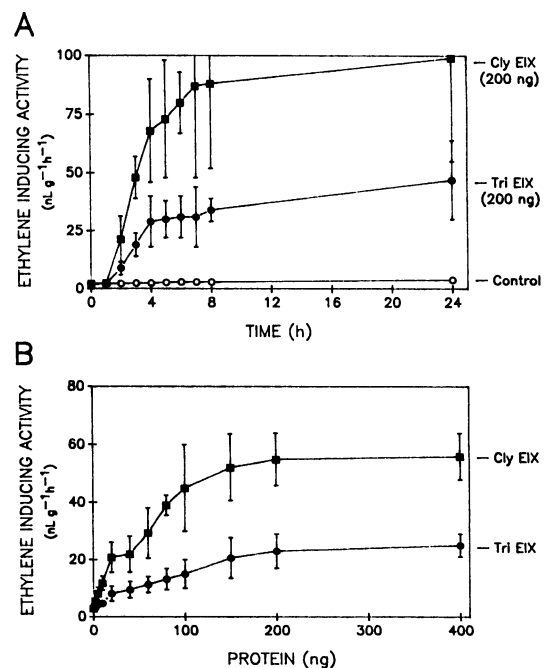 A
ETHYLENE INDUCING ACTIVITY
(nL g⁻¹h⁻¹)
100
75
50
25
0
Cly EIX
(200 ng)
Tri EIX
(200 ng)
Control
0 4 8 12 16 20 24
TIME (h)
B
ETHYLENE INDUCING ACTIVITY
(nL g⁻¹h⁻¹)
80
60
40
20
0
Cly EIX
Tri EIX
0 100 200 300 400
PROTEIN (ng)